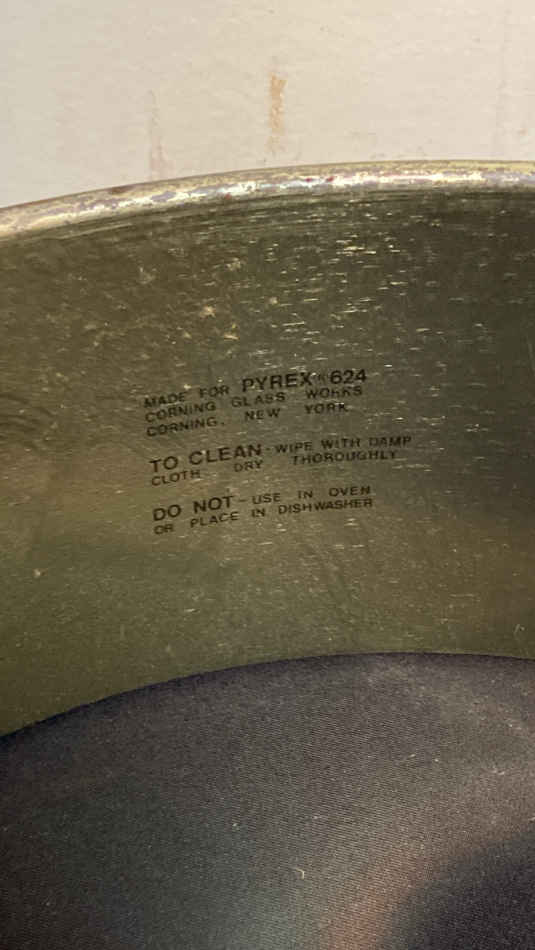 MADE FOR PYREX® 624
CORNING GLASS WORKS
CORNING, NEW YORK
TO CLEAN - WIPE WITH DAMP
CLOTH DRY THOROUGHLY
DO NOT - USE IN OVEN
OR PLACE IN DISHWASHER